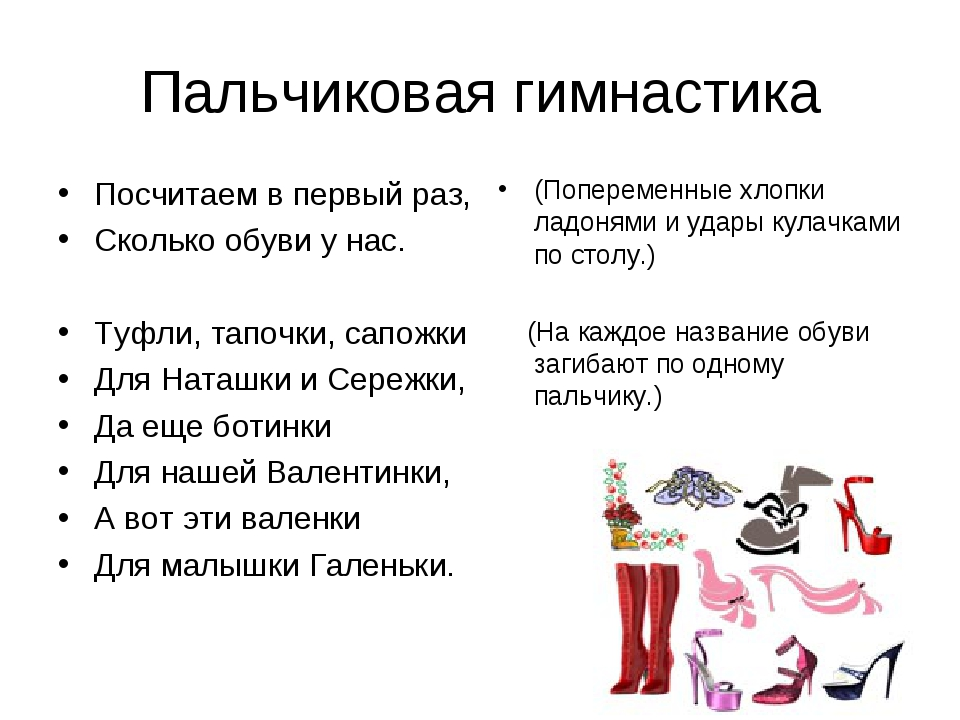 Пальчиковая гимнастика
• Посчитаем в первый раз,
• Сколько обуви у нас.
• Туфли, тапочки, сапожки
• Для Наташки и Сережки,
• Да еще ботинки
• Для нашей Валентинки,
• А вот эти валенки
• Для малышки Галеньки.
• (Попеременные хлопки
ладонями и удары кулачками
по столу.)
(На каждое название обуви
загибают по одному
пальчику.)